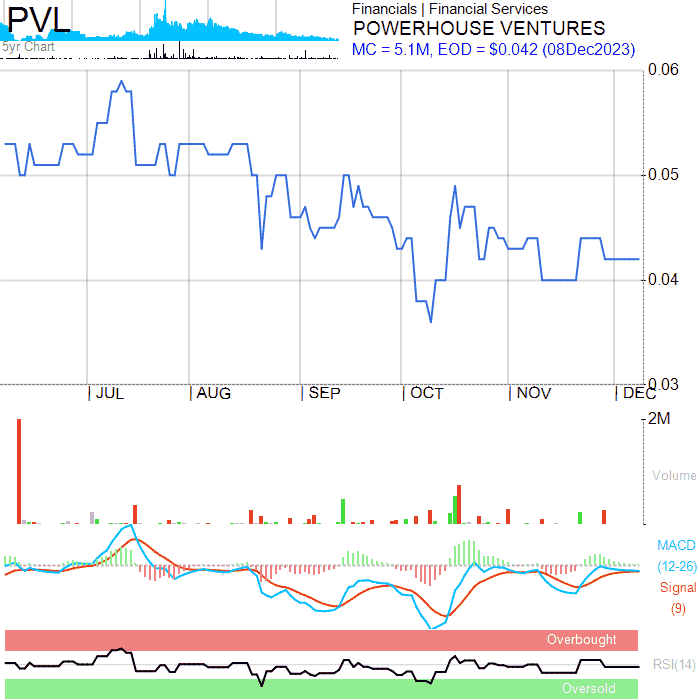 PVL
5yr Chart
Financials | Financial Services
POWERHOUSE VENTURES
MC = 5.1M, EOD = $0.042 (08Dec2023)
0.06
0.05
0.04
0.03
JUL AUG SEP OCT NOV DEC
2M
Volume
MACD
(12-26)
Signal
(9)
Overbought
RSI(14)
Oversold